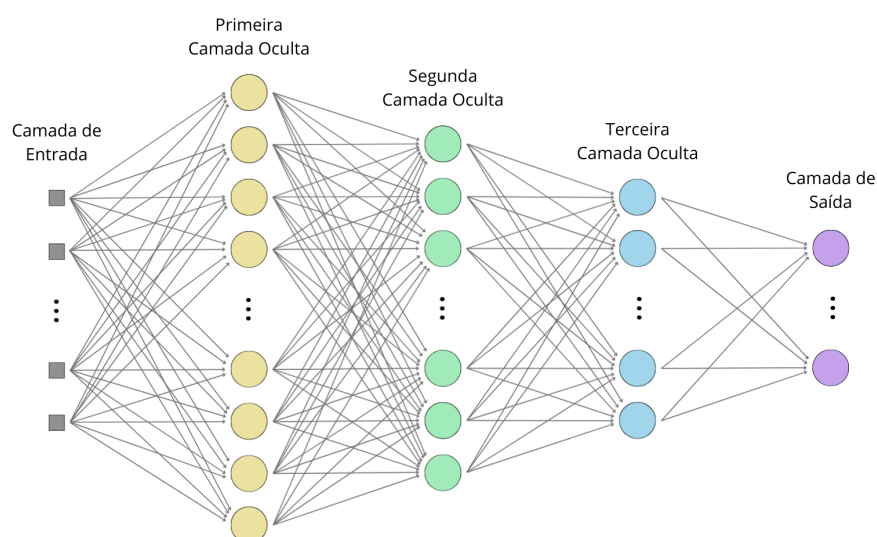 Primeira
Camada Oculta
Segunda
Camada Oculta
Camada de
Entrada
Terceira
Camada Oculta
Camada de
Saída